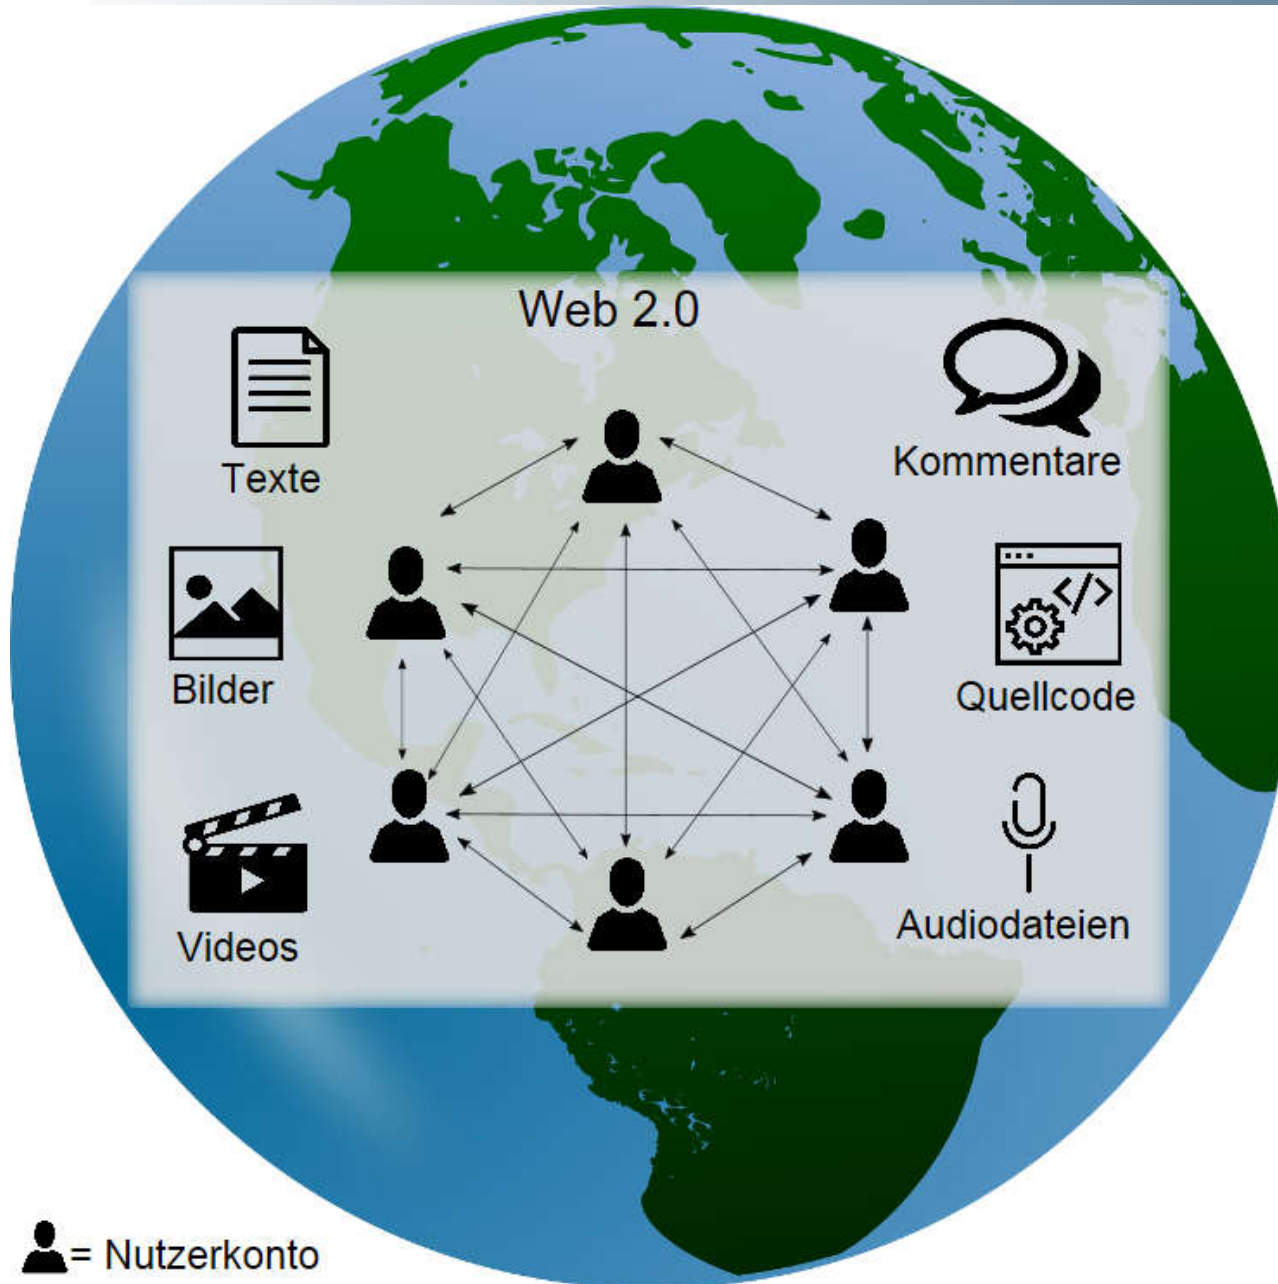 Web 2.0
Texte
Kommentare
Bilder
Quellcode
Videos
Audiodateien
= Nutzerkonto